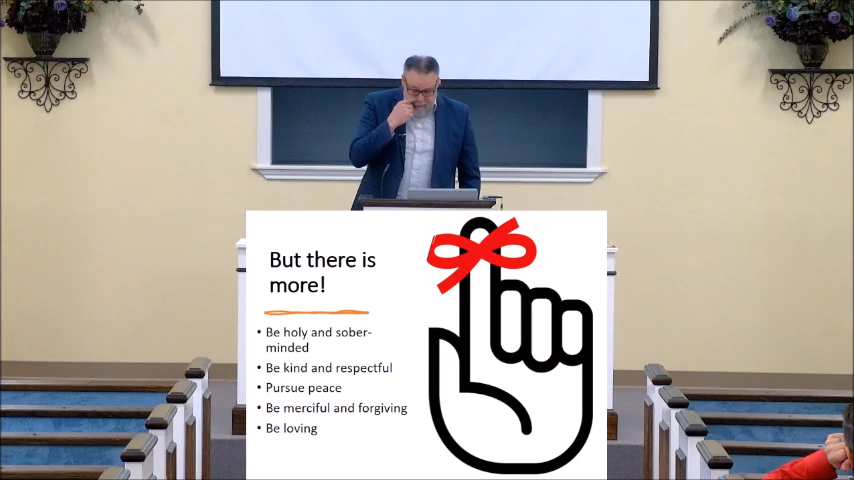 But there is
more!
• Be holy and sober-
minded
• Be kind and respectful
• Pursue peace
• Be merciful and forgiving
• Be loving